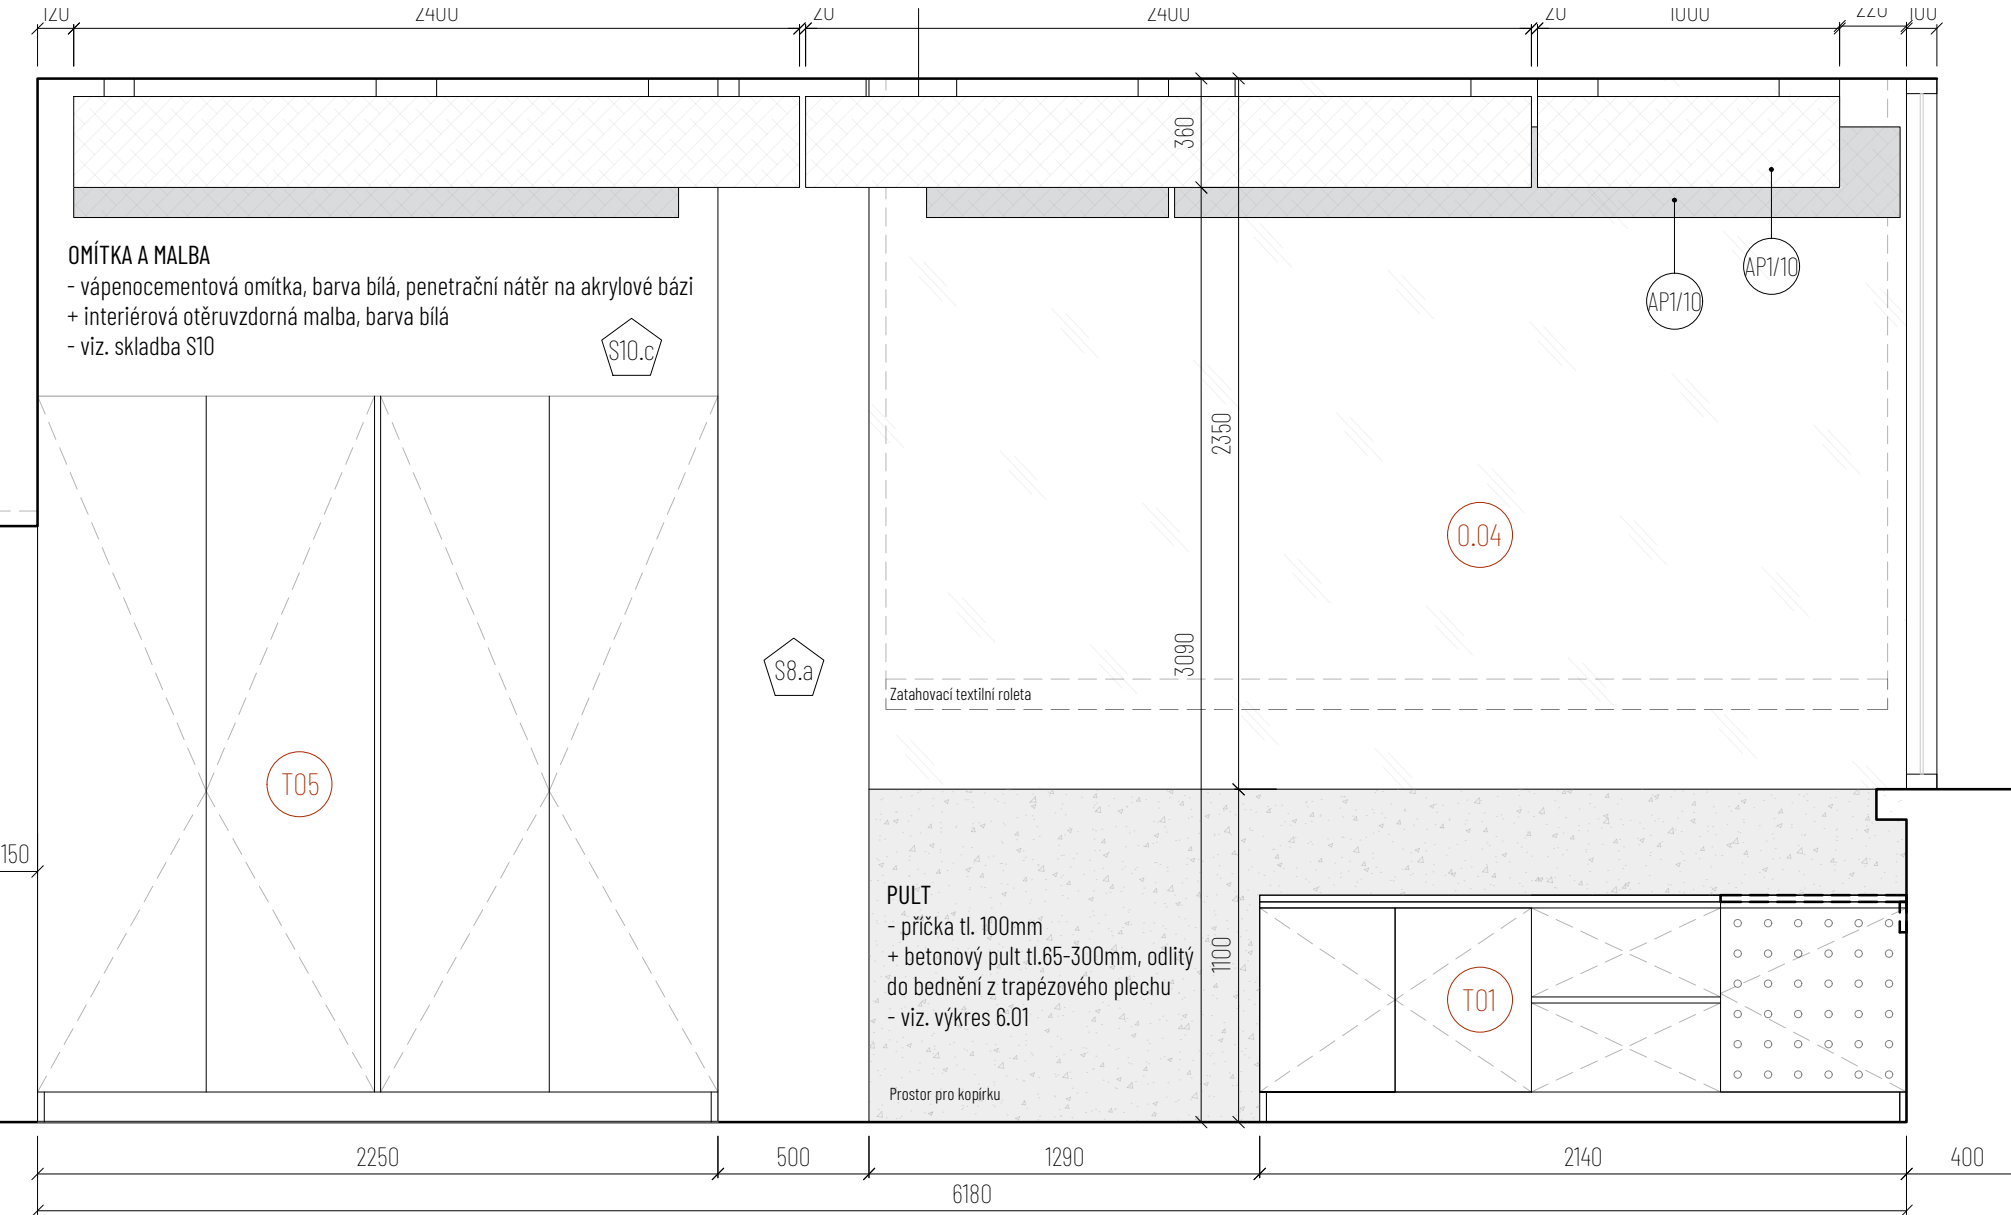 120 2400 20 2400 20 1000 220 100
360
OMÍTKA A MALBA
- vápenocementová omítka, barva bílá, penetrační nátěr na akrylové bázi
+ interiérová otěruvzdorná malba, barva bílá
- viz. skladba S10
S10.c
AP1/10
AP1/10
2350
O.04
3090
S8.a
Zatahovací textilní roleta
T05
150
PULT
- příčka tl. 100mm
+ betonový pult tl.65-300mm, odlitý
do bednění z trapézového plechu
- viz. výkres 6.01
1100
T01
Prostor pro kopírku
2250 500 1290 2140 400
6180